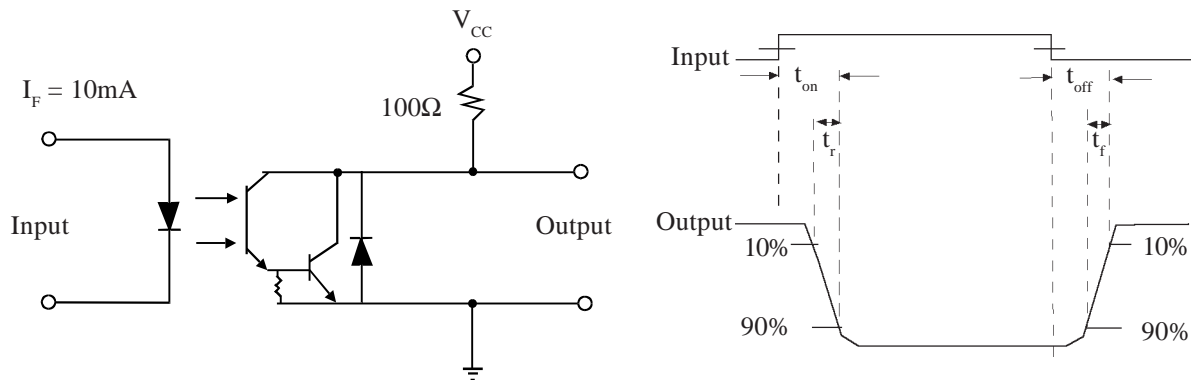 V_CC
I_F = 10mA
100Ω
Input
Output
Input
t_on
t_off
t_r
t_f
Output
10%
10%
90%
90%